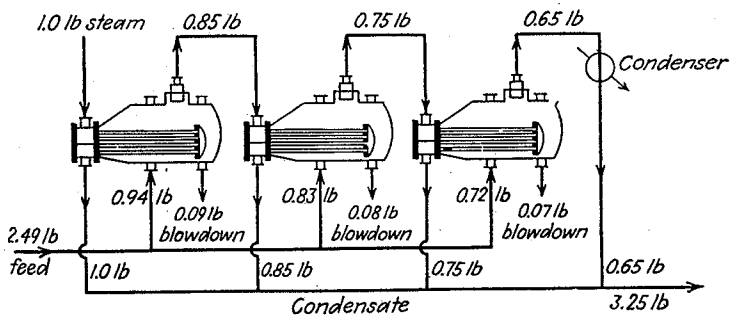 0.85 lb
0.75 lb
0.65 lb
1.0 lb steam
Condenser
0.94 lb
0.09 lb
blowdown
0.83 lb
0.08 lb
blowdown
0.72 lb
0.07 lb
blowdown
2.49 lb
feed
1.0 lb
0.85 lb
0.75 lb
0.65 lb
Condensate
3.25 lb